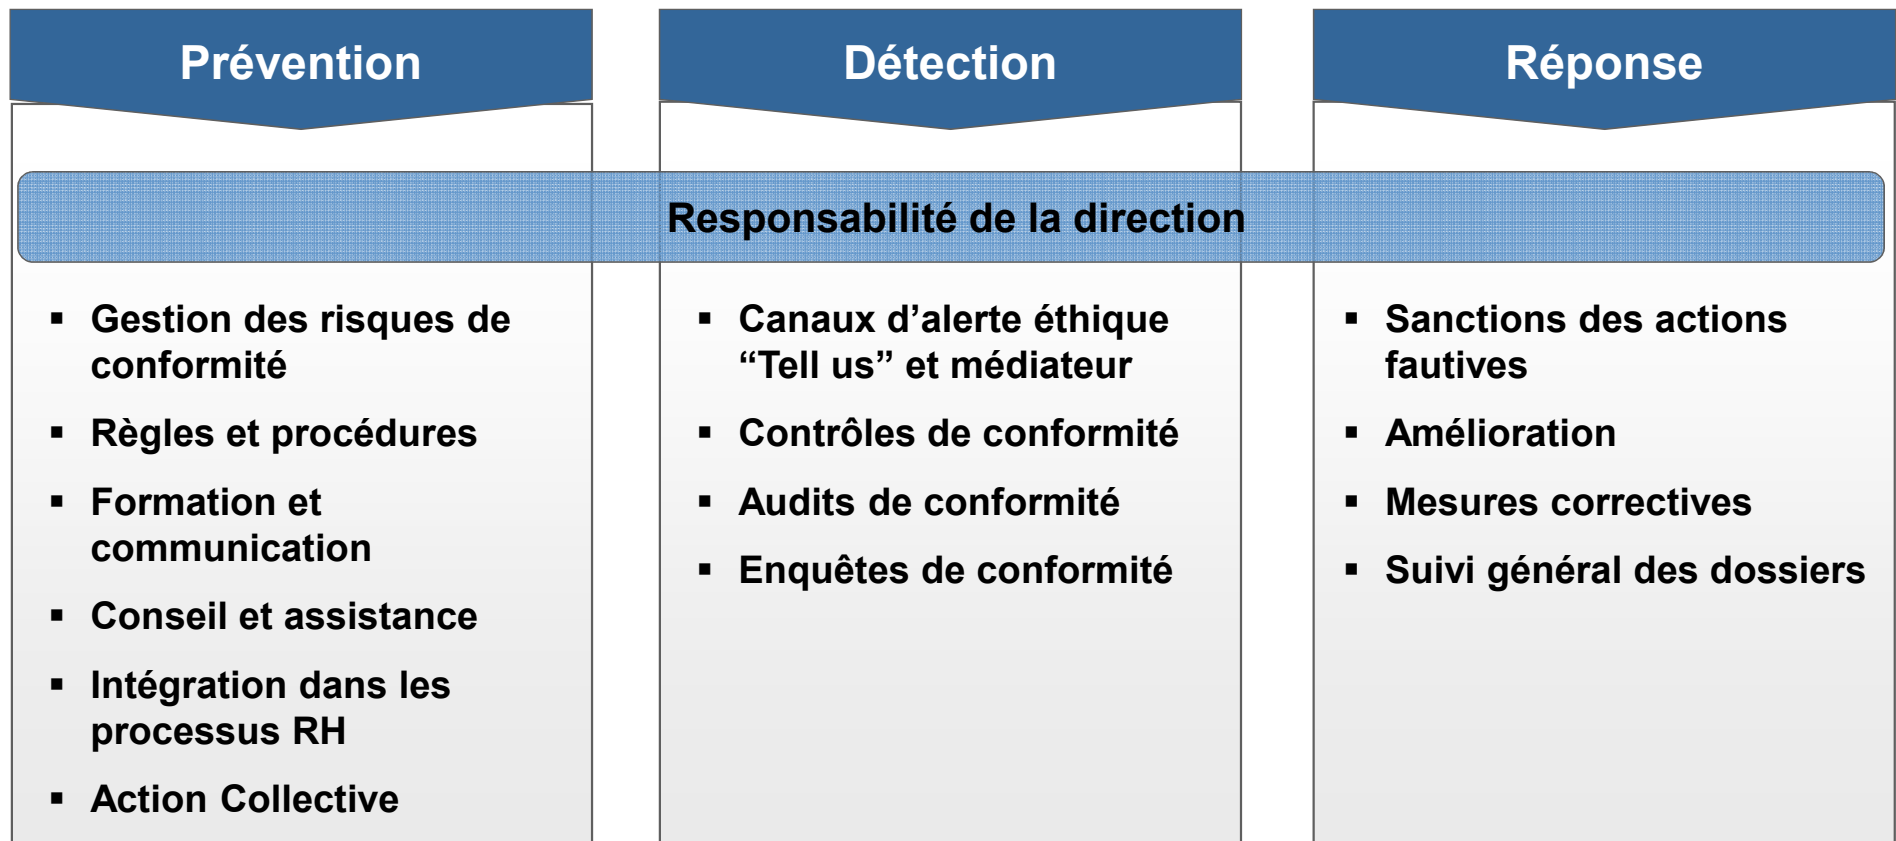 Prévention
Détection
Réponse
Responsabilité de la direction
▪ Gestion des risques de
conformité
▪ Règles et procédures
▪ Formation et
communication
▪ Conseil et assistance
▪ Intégration dans les
processus RH
▪ Action Collective
▪ Canaux d’alerte éthique
“Tell us” et médiateur
▪ Contrôles de conformité
▪ Audits de conformité
▪ Enquêtes de conformité
▪ Sanctions des actions
fautives
▪ Amélioration
▪ Mesures correctives
▪ Suivi général des dossiers